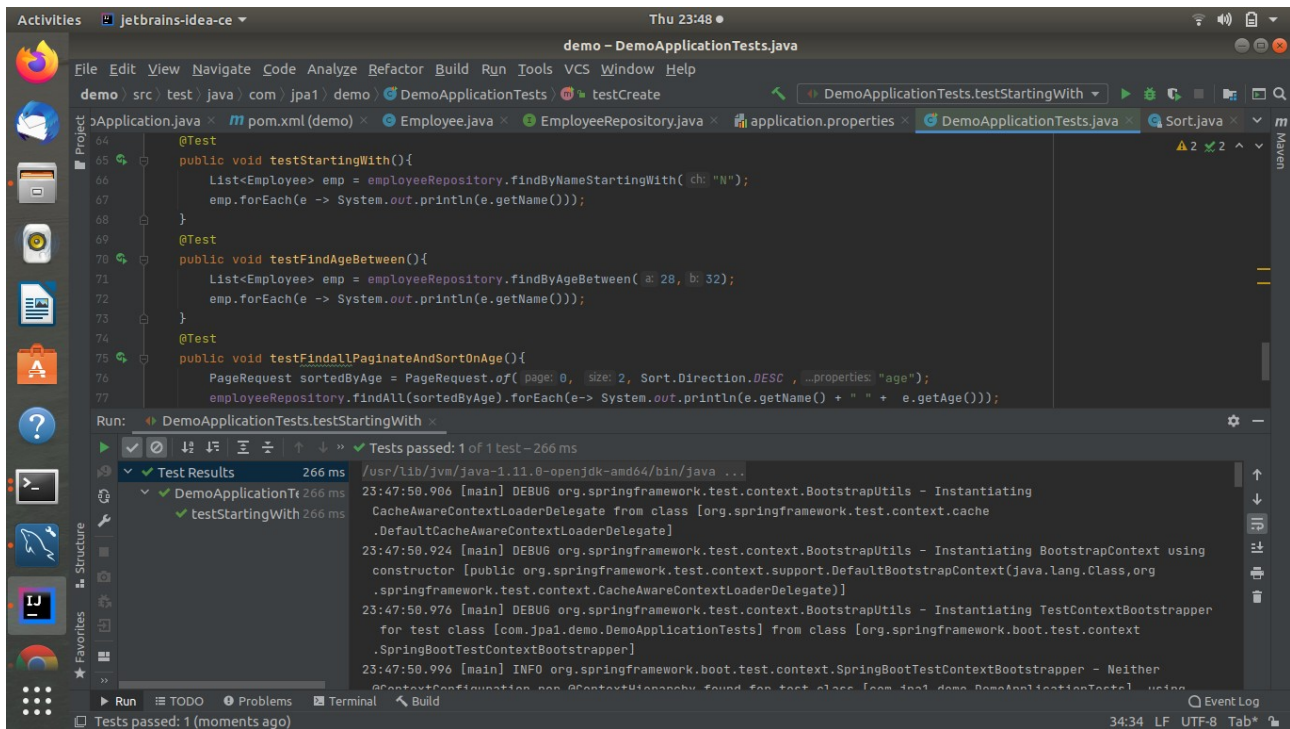 Activities jetbrains-idea-ce Thu 23:48
demo – DemoApplicationTests.java
File Edit View Navigate Code Analyze Refactor Build Run Tools VCS Window Help
demo src test java com jpa1 demo DemoApplicationTests testCreate DemoApplicationTests.testStartingWith
Application.java pom.xml (demo) Employee.java EmployeeRepository.java application.properties DemoApplicationTests.java Sort.java
Project
Maven
64 @Test 2 2
65 public void testStartingWith(){
66 List<Employee> emp = employeeRepository.findByNameStartingWith( ch: "N");
67 emp.forEach(e -> System.out.println(e.getName()));
68 }
69 @Test
70 public void testFindAgeBetween(){
71 List<Employee> emp = employeeRepository.findByAgeBetween( a: 28, b: 32);
72 emp.forEach(e -> System.out.println(e.getName()));
73 }
74 @Test
75 public void testFindallPaginateAndSortOnAge(){
76 PageRequest sortedByAge = PageRequest.of( page: 0, size: 2, Sort.Direction.DESC , ...properties: "age");
77 employeeRepository.findAll(sortedByAge).forEach(e-> System.out.println(e.getName() + " " + e.getAge()));
Run: DemoApplicationTests.testStartingWith
Tests passed: 1 of 1 test – 266 ms
Test Results 266 ms
DemoApplicationTe 266 ms
testStartingWith 266 ms
/usr/lib/jvm/java-1.11.0-openjdk-amd64/bin/java ...
23:47:50.906 [main] DEBUG org.springframework.test.context.BootstrapUtils - Instantiating
CacheAwareContextLoaderDelegate from class [org.springframework.test.context.cache
.DefaultCacheAwareContextLoaderDelegate]
23:47:50.924 [main] DEBUG org.springframework.test.context.BootstrapUtils - Instantiating BootstrapContext using
constructor [public org.springframework.test.context.support.DefaultBootstrapContext(java.lang.Class,org
.springframework.test.context.CacheAwareContextLoaderDelegate)]
23:47:50.976 [main] DEBUG org.springframework.test.context.BootstrapUtils - Instantiating TestContextBootstrapper
for test class [com.jpa1.demo.DemoApplicationTests] from class [org.springframework.boot.test.context
.SpringBootTestContextBootstrapper]
23:47:50.996 [main] INFO org.springframework.boot.test.context.SpringBootTestContextBootstrapper - Neither
@ContextConfiguration nor @ContextHierarchy found for test class [com.jpa1.demo.DemoApplicationTests], using
Structure
Favorites
Run TODO Problems Terminal Build Event Log
Tests passed: 1 (moments ago) 34:34 LF UTF-8 Tab*